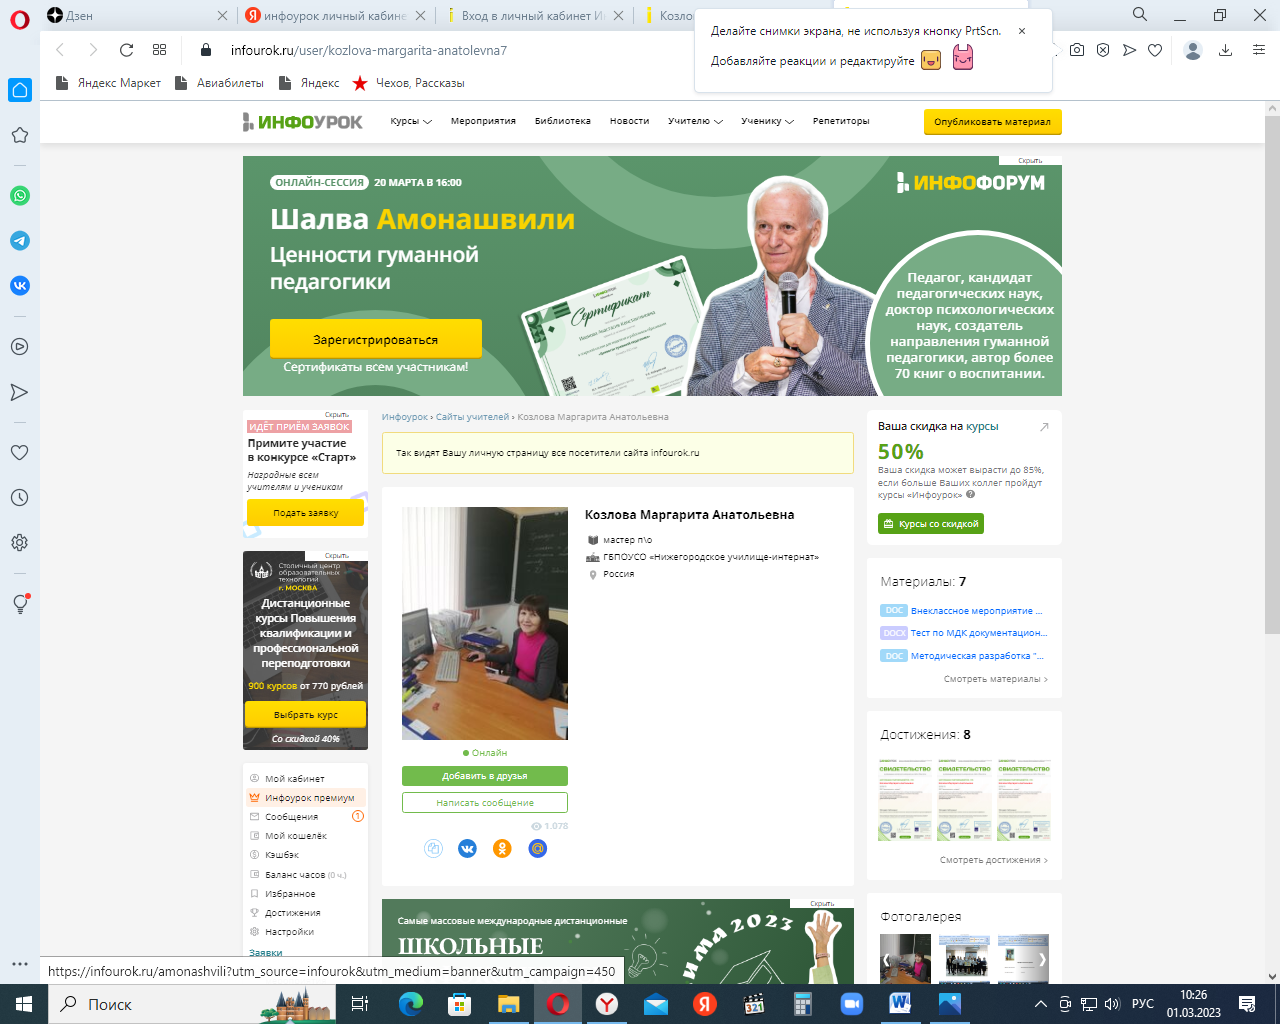 Дзен
инфоурок личный кабине
Вход в личный кабинет И
Козло
Делайте снимки экрана, не используя кнопку PrtScn.
Добавляйте реакции и редактируйте
infourok.ru/user/kozlova-margarita-anatolevna7
Яндекс Маркет
Авиабилеты
Яндекс
Чехов, Рассказы
ИНФОУРОК
Курсы
Мероприятия
Библиотека
Новости
Учителю
Ученику
Репетиторы
Опубликовать материал
Скрыть
ОНЛАЙН-СЕССИЯ 20 МАРТА В 16:00
ИНФОФОРУМ
Шалва Амонашвили
Ценности гуманной
педагогики
Зарегистрироваться
Сертификаты всем участникам!
Сертификат
Педагог, кандидат
педагогических наук,
доктор психологических
наук, создатель
направления гуманной
педагогики, автор более
70 книг о воспитании.
Скрыть
ИДЁТ ПРИЁМ ЗАЯВОК
Примите участие
в конкурсе «Старт»
Наградные всем
учителям и ученикам
Подать заявку
Скрыть
Столичный центр
образовательных
технологий
г. МОСКВА
Дистанционные
курсы Повышения
квалификации и
профессиональной
переподготовки
900 курсов от 770 рублей
Выбрать курс
Со скидкой 40%
Мой кабинет
Инфоурок премиум
Сообщения 1
Мой кошелёк
Кэшбэк
Баланс часов (0 ч.)
Избранное
Достижения
Настройки
Заявки
Инфоурок › Сайты учителей › Козлова Маргарита Анатольевна
Так видят Вашу личную страницу все посетители сайта infourok.ru
Козлова Маргарита Анатольевна
мастер п\о
ГБПОУСО «Нижегородское училище-интернат»
Россия
Онлайн
Добавить в друзья
Написать сообщение
1.078
Скрыть
Самые массовые международные дистанционные
ШКОЛЬНЫЕ
има 2023
Ваша скидка на курсы
50%
Ваша скидка может вырасти до 85%,
если больше Ваших коллег пройдут
курсы «Инфоурок»
Курсы со скидкой
Материалы: 7
DOC Внеклассное мероприятие ...
DOCX Тест по МДК документацион...
DOC Методическая разработка "...
Смотреть материалы ›
Достижения: 8
СВИДЕТЕЛЬСТВО
СВИДЕТЕЛЬСТВО
СВИДЕТЕЛЬСТВО
Смотреть достижения ›
Фотогалерея
https://infourok.ru/amonashvili?utm_source=infourok&utm_medium=banner&utm_campaign=450
Поиск
321
РУС
10:26
01.03.2023